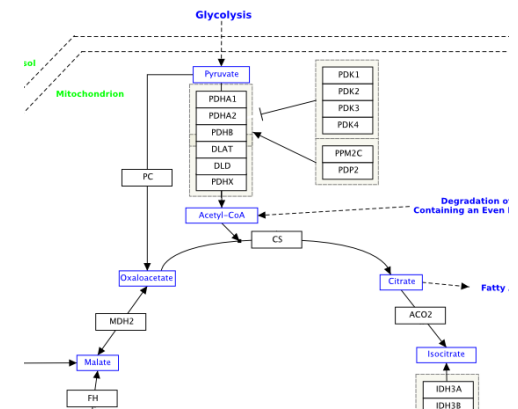 Glycolysis
sol
Mitochondrion
Pyruvate
PDHA1
PDHA2
PDHB
DLAT
DLD
PDHX
PDK1
PDK2
PDK3
PDK4
PPM2C
PDP2
PC
Acetyl-CoA
Degradation of
Containing an Even
CS
Oxaloacetate
Citrate
Fatty
MDH2
ACO2
Malate
Isocitrate
FH
IDH3A
IDH3B